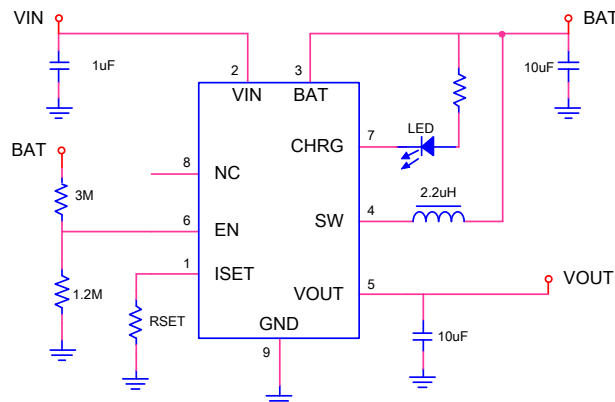 VIN
BAT
1uF
2
3
10uF
VIN
BAT
7
LED
CHRG
BAT
8
NC
3M
2.2uH
6
EN
SW
4
1
ISET
VOUT
1.2M
VOUT
5
RSET
GND
10uF
9